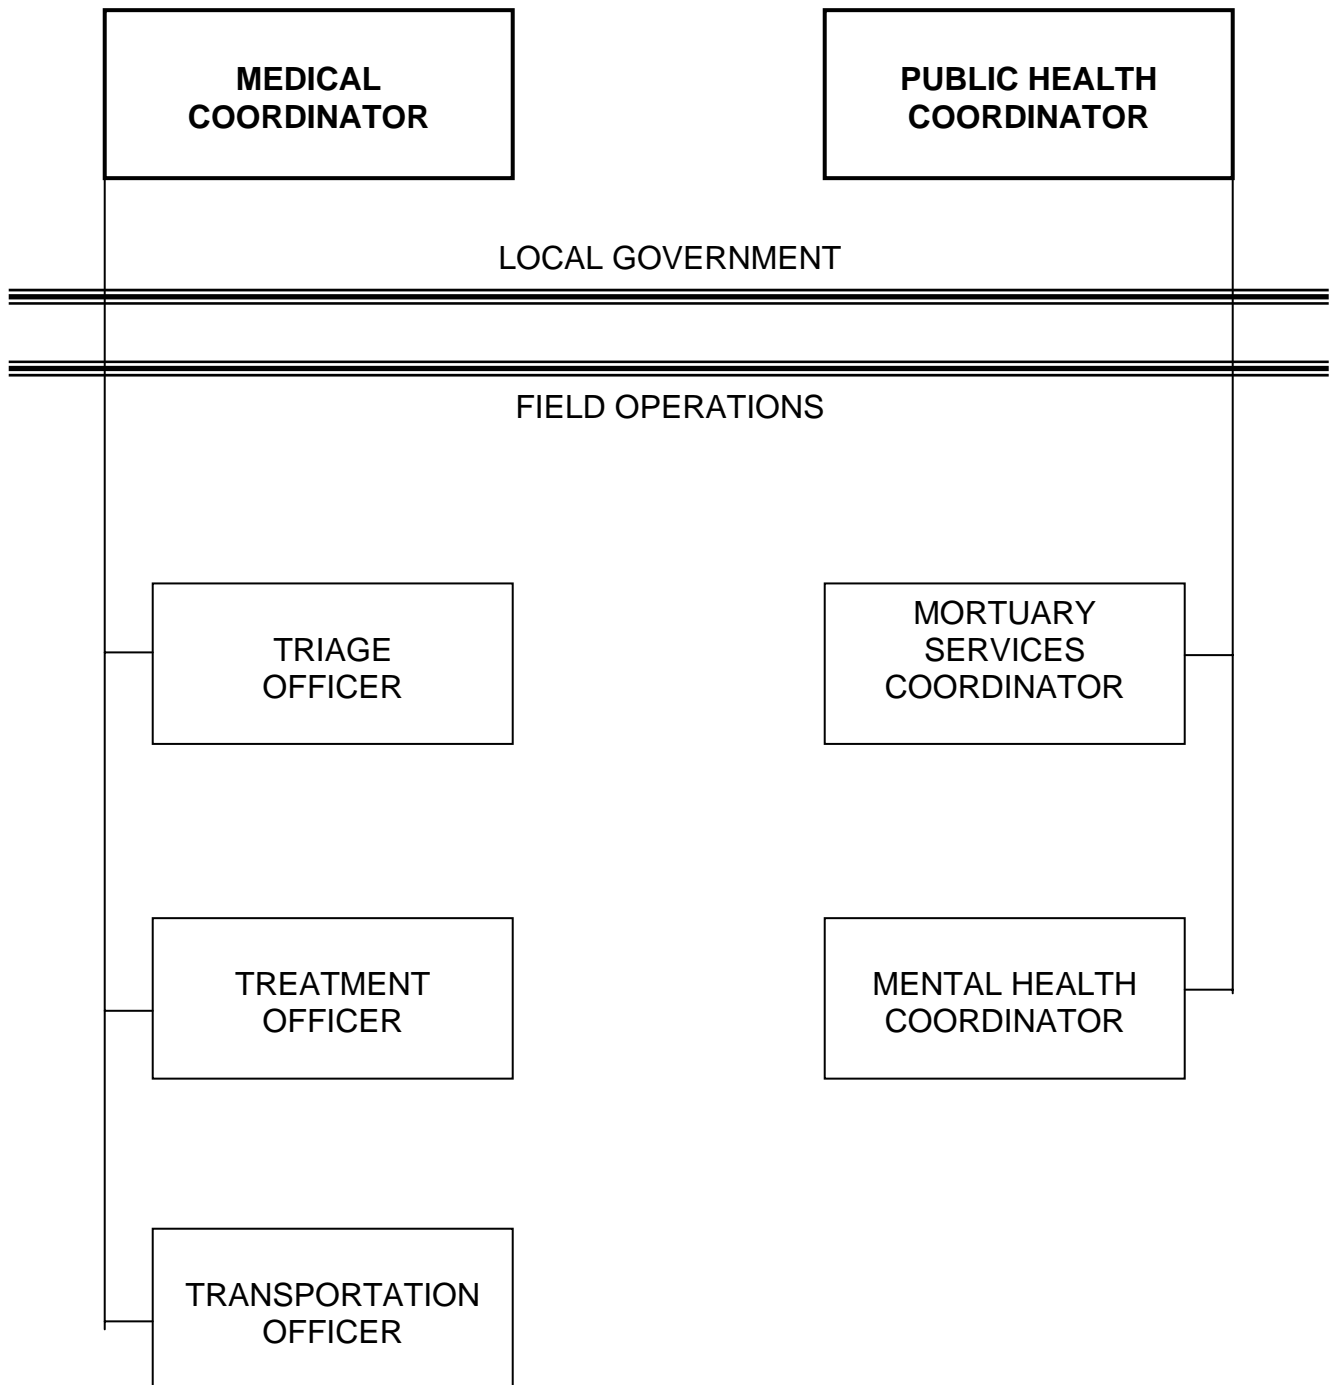 MEDICAL
COORDINATOR
PUBLIC HEALTH
COORDINATOR
LOCAL GOVERNMENT
FIELD OPERATIONS
TRIAGE
OFFICER
MORTUARY
SERVICES
COORDINATOR
TREATMENT
OFFICER
MENTAL HEALTH
COORDINATOR
TRANSPORTATION
OFFICER